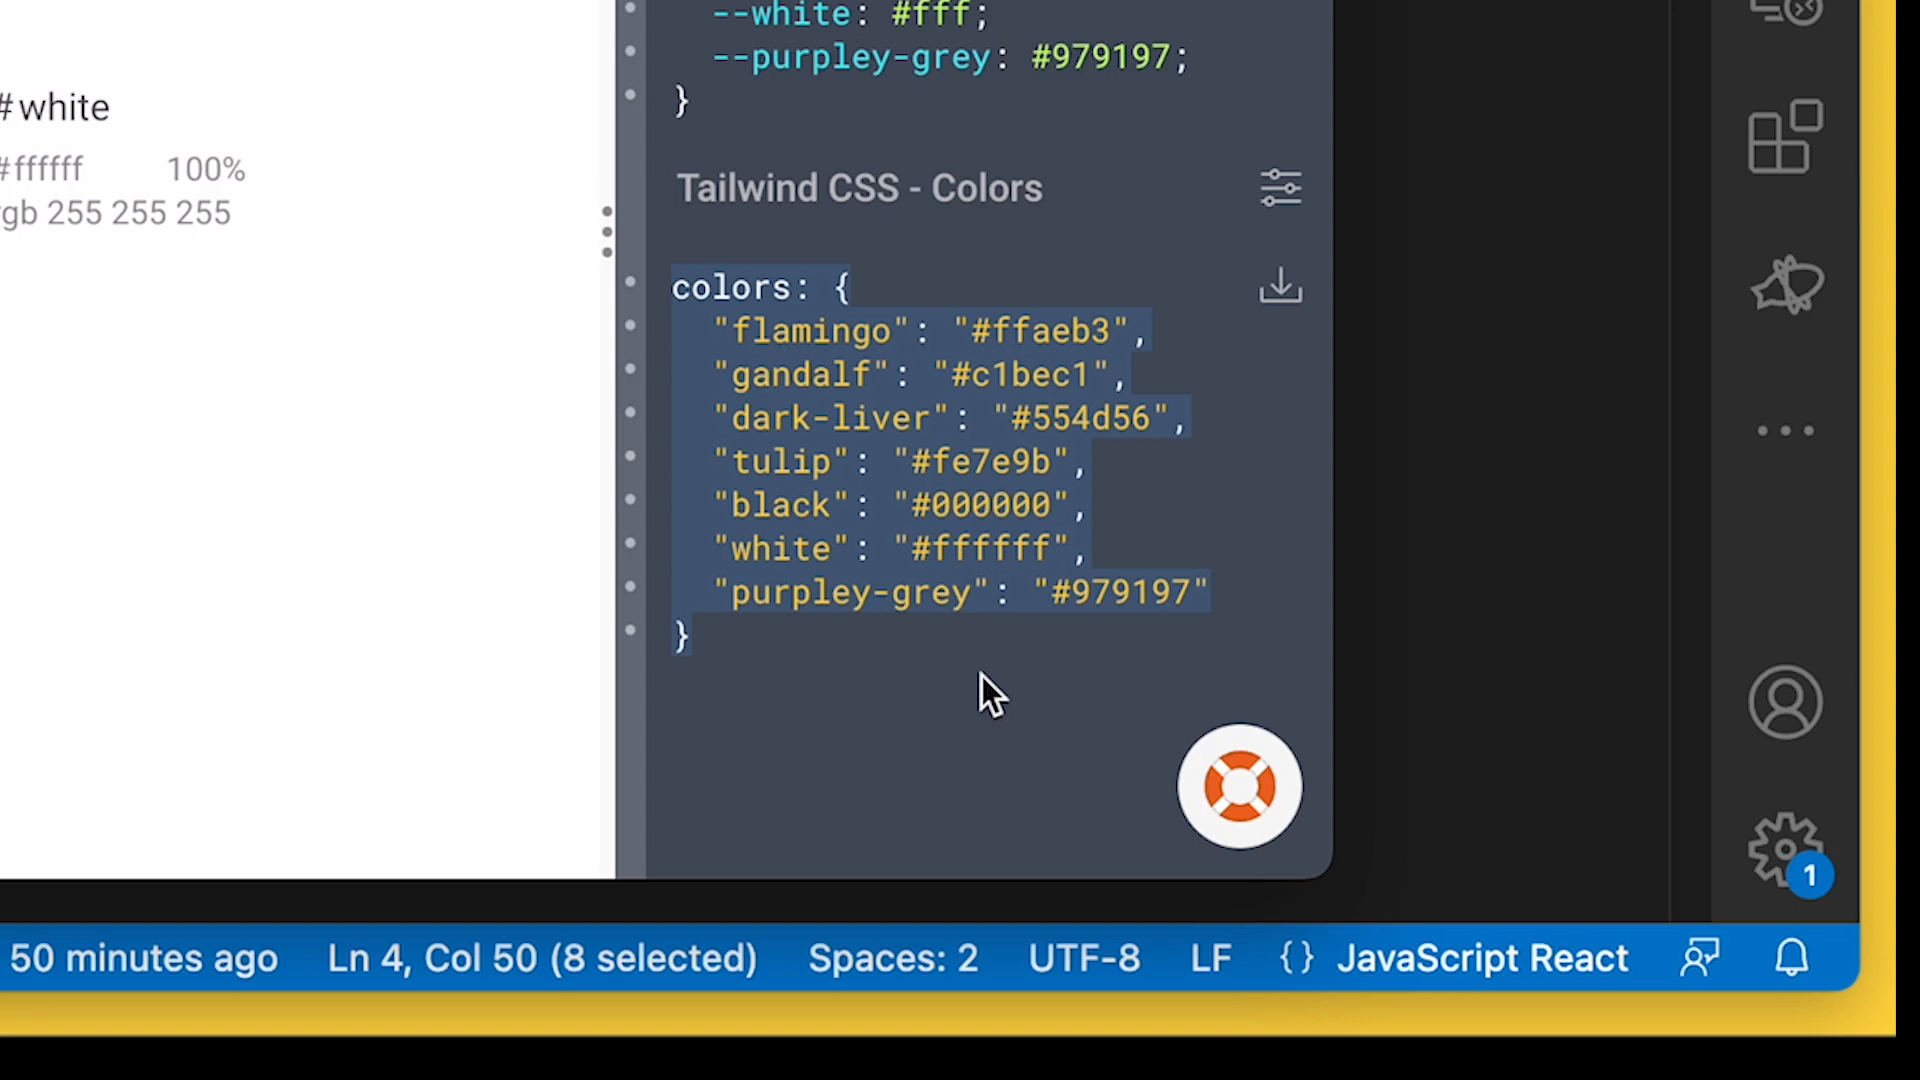 --white: #fff;
--purpley-grey: #979197;
}
#white
#ffffff 100%
rgb 255 255 255
Tailwind CSS - Colors
colors: {
"flamingo": "#ffaeb3",
"gandalf": "#c1bec1",
"dark-liver": "#554d56",
"tulip": "#fe7e9b",
"black": "#000000",
"white": "#ffffff",
"purpley-grey": "#979197"
}
1
50 minutes ago Ln 4, Col 50 (8 selected) Spaces: 2 UTF-8 LF {} JavaScript React